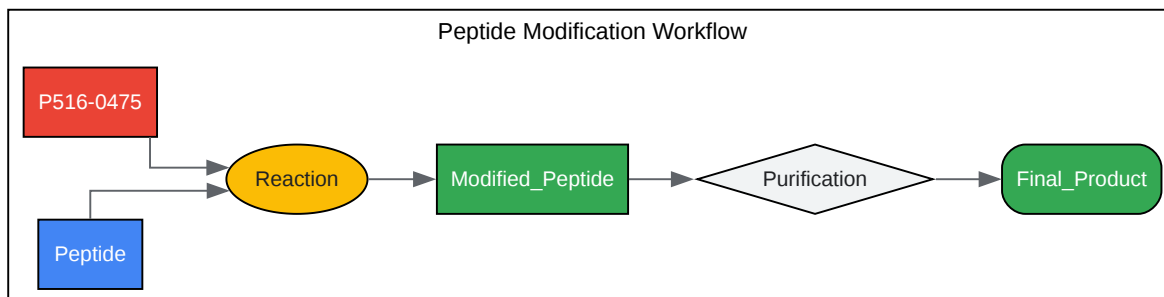 Peptide Modification Workflow
P516-0475
Reaction
Modified_Peptide
Purification
Final_Product
Peptide